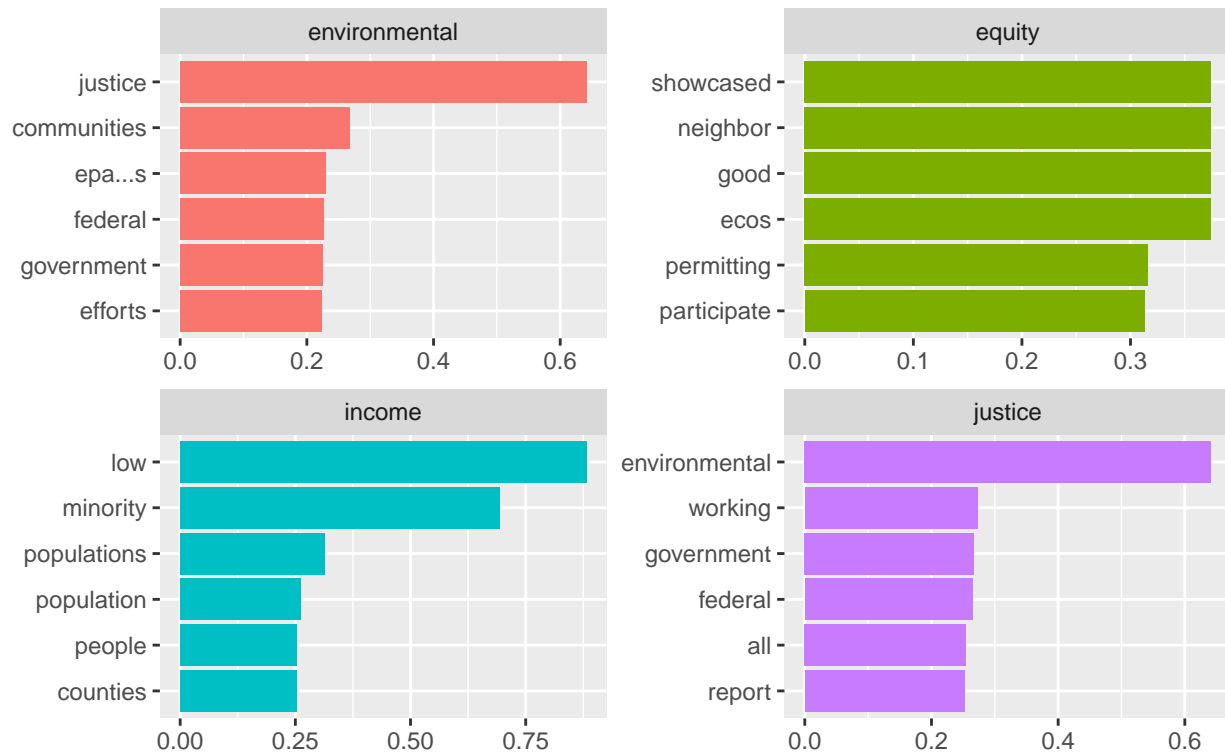 environmental
justice
communities
epa...s
federal
government
efforts
0.0 0.2 0.4 0.6
equity
showcased
neighbor
good
ecos
permitting
participate
0.0 0.1 0.2 0.3
income
low
minority
populations
population
people
counties
0.00 0.25 0.50 0.75
justice
environmental
working
government
federal
all
report
0.0 0.2 0.4 0.6